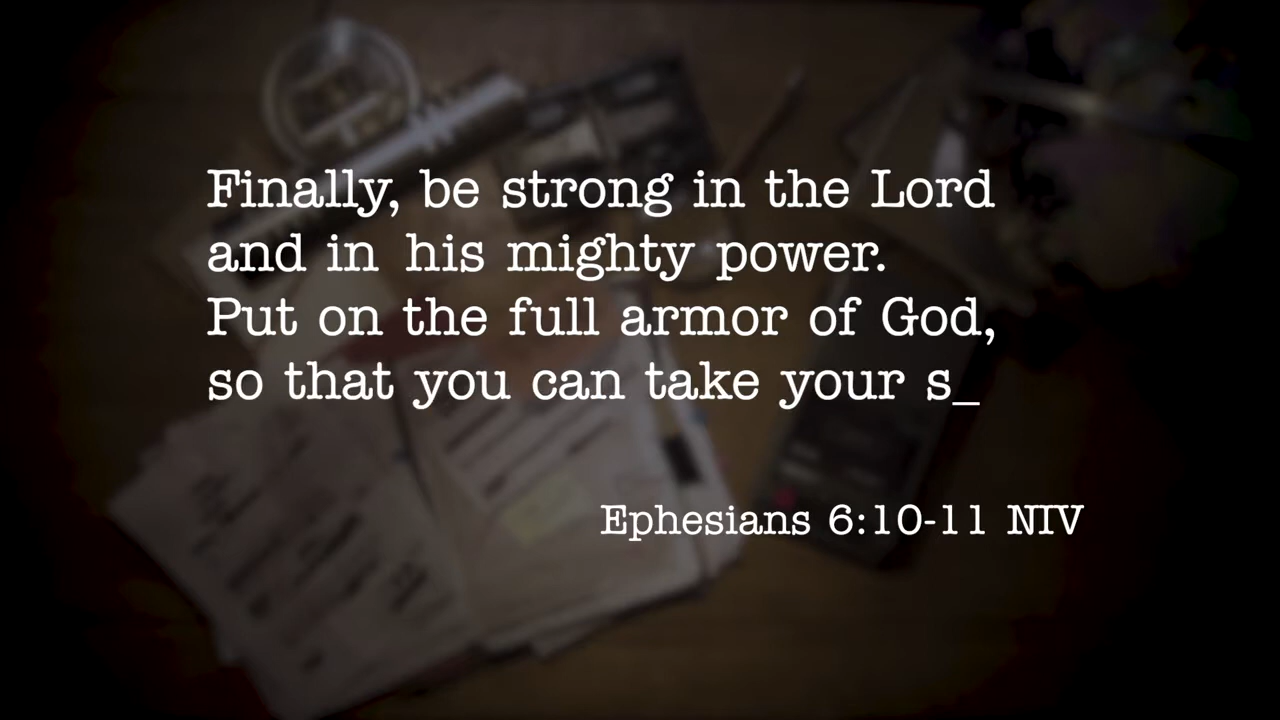 Finally, be strong in the Lord
and in his mighty power.
Put on the full armor of God,
so that you can take your s_
Ephesians 6:10-11 NIV